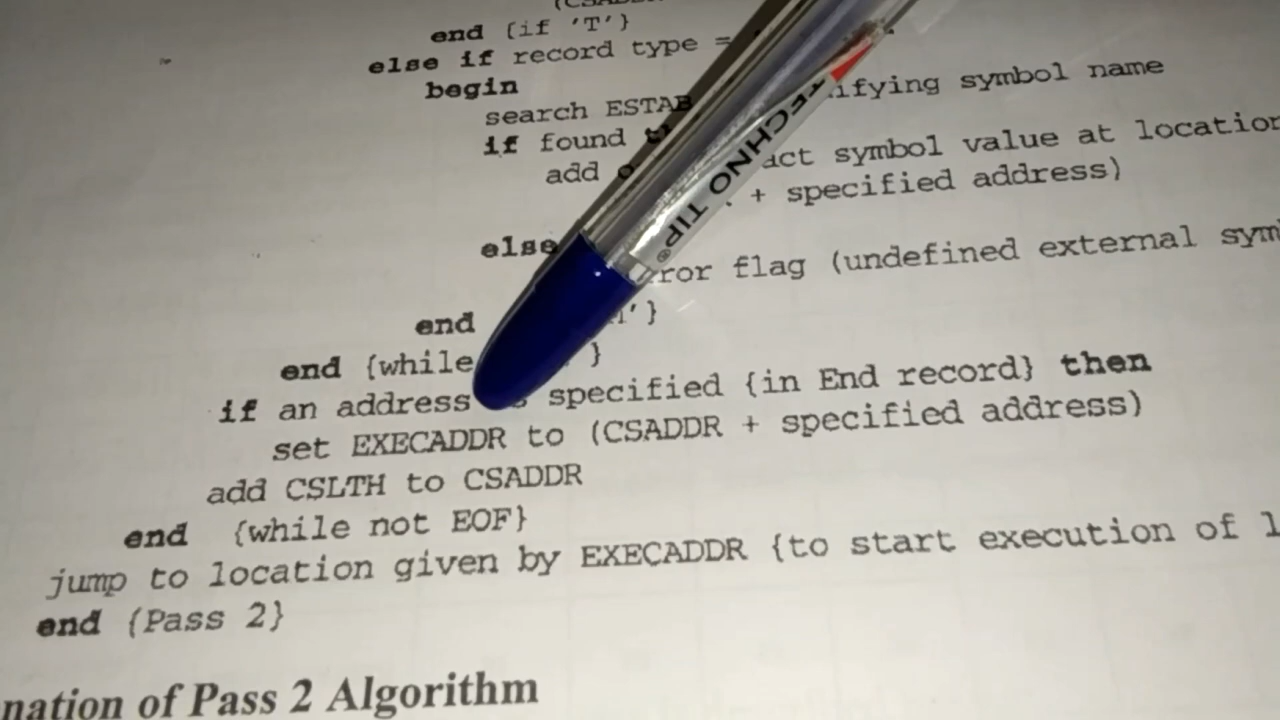 end {if 'T'}
else if record type =
begin
search ESTAB ifying symbol name
if found
add act symbol value at location
+ specified address)
else
ror flag (undefined external sym
end '}
end {while }
if an address specified {in End record} then
set EXECADDR to (CSADDR + specified address)
add CSLTH to CSADDR
end {while not EOF}
jump to location given by EXECADDR {to start execution of l
end {Pass 2}
nation of Pass 2 Algorithm
TECHNO TIP®